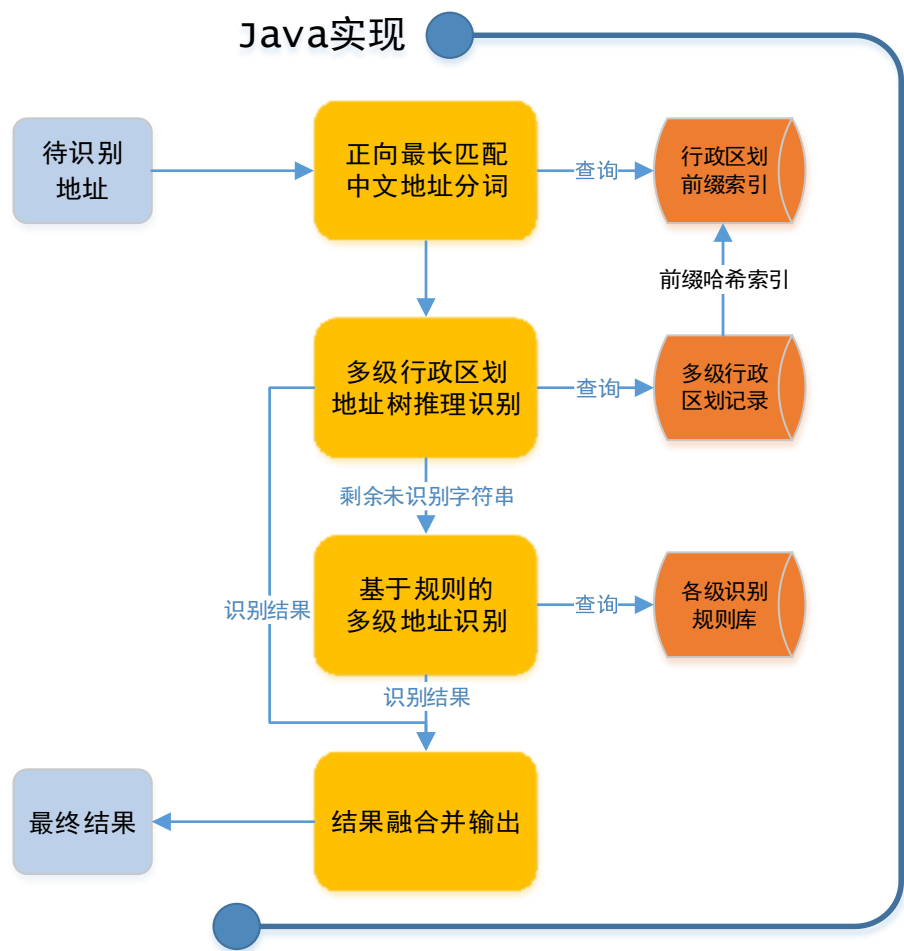 Java实现
待识别
地址
正向最长匹配
中文地址分词
查询
行政区划
前缀索引
前缀哈希索引
多级行政区划
地址树推理识别
查询
多级行政
区划记录
剩余未识别字符串
基于规则的
多级地址识别
查询
各级识别
规则库
识别结果
识别结果
最终结果
结果融合并输出